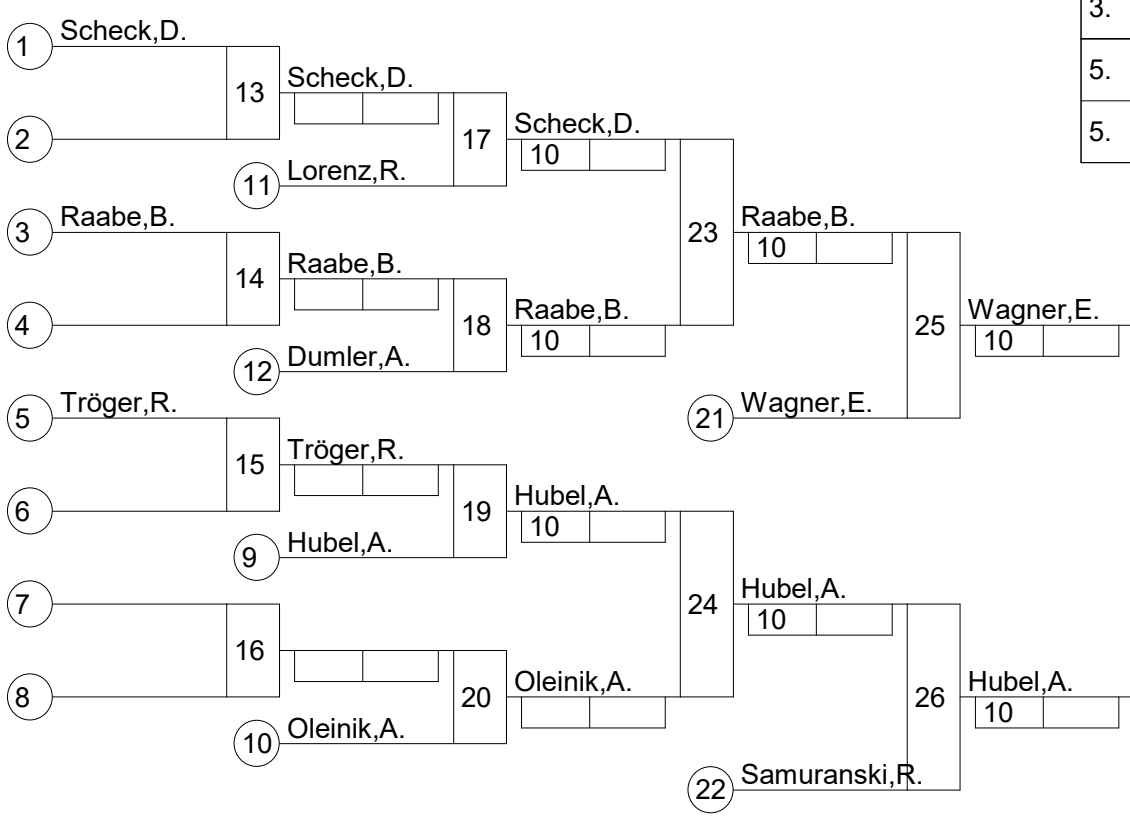 3.
1 Scheck,D.
5.
13 Scheck,D.
2
17 Scheck,D.
10
5.
11 Lorenz,R.
3 Raabe,B.
23 Raabe,B.
10
14 Raabe,B.
4
18 Raabe,B.
10
25 Wagner,E.
10
12 Dumler,A.
5 Tröger,R.
21 Wagner,E.
15 Tröger,R.
6
19 Hubel,A.
10
9 Hubel,A.
7
24 Hubel,A.
10
16
8
20 Oleinik,A.
26 Hubel,A.
10
10 Oleinik,A.
22 Samuranski,R.